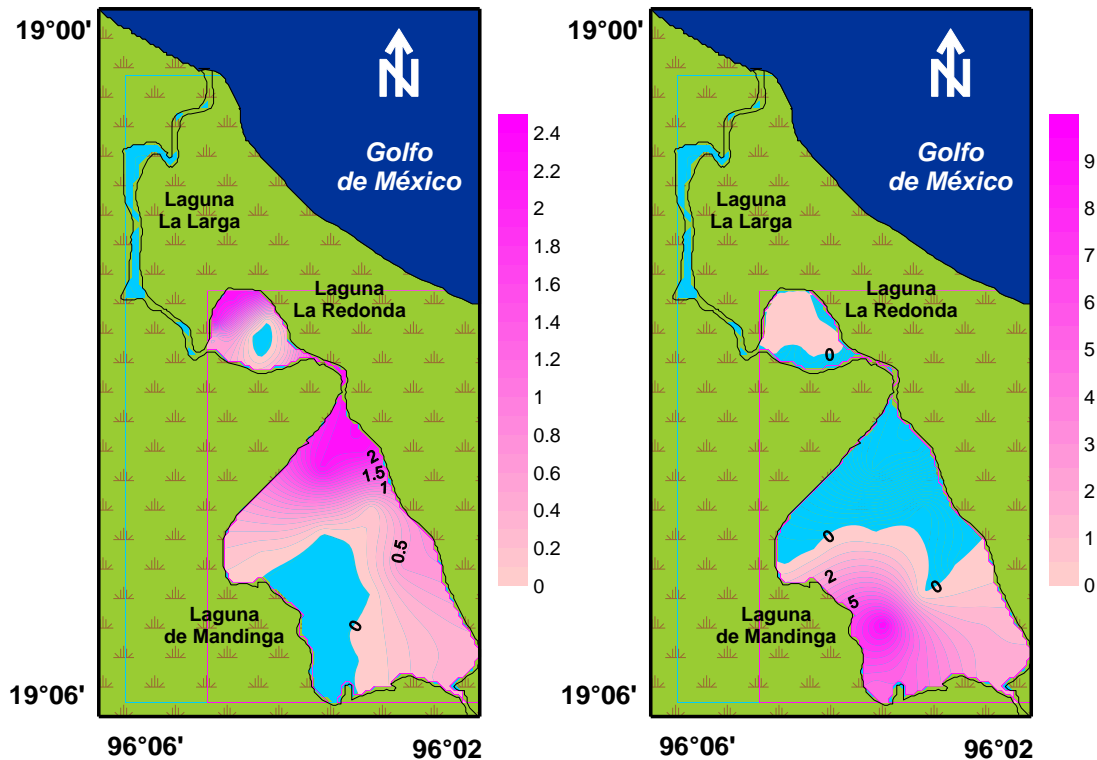 19°00'
N
Golfo
de México
Laguna
La Larga
Laguna
La Redonda
2
1.5
1
0.5
0
Laguna
de Mandinga
19°06'
96°06'
96°02
2.4
2.2
2
1.8
1.6
1.4
1.2
1
0.8
0.6
0.4
0.2
0
19°00'
N
Golfo
de México
Laguna
La Larga
Laguna
La Redonda
0
0
0
2
5
Laguna
de Mandinga
19°06'
96°06'
96°02
9
8
7
6
5
4
3
2
1
0